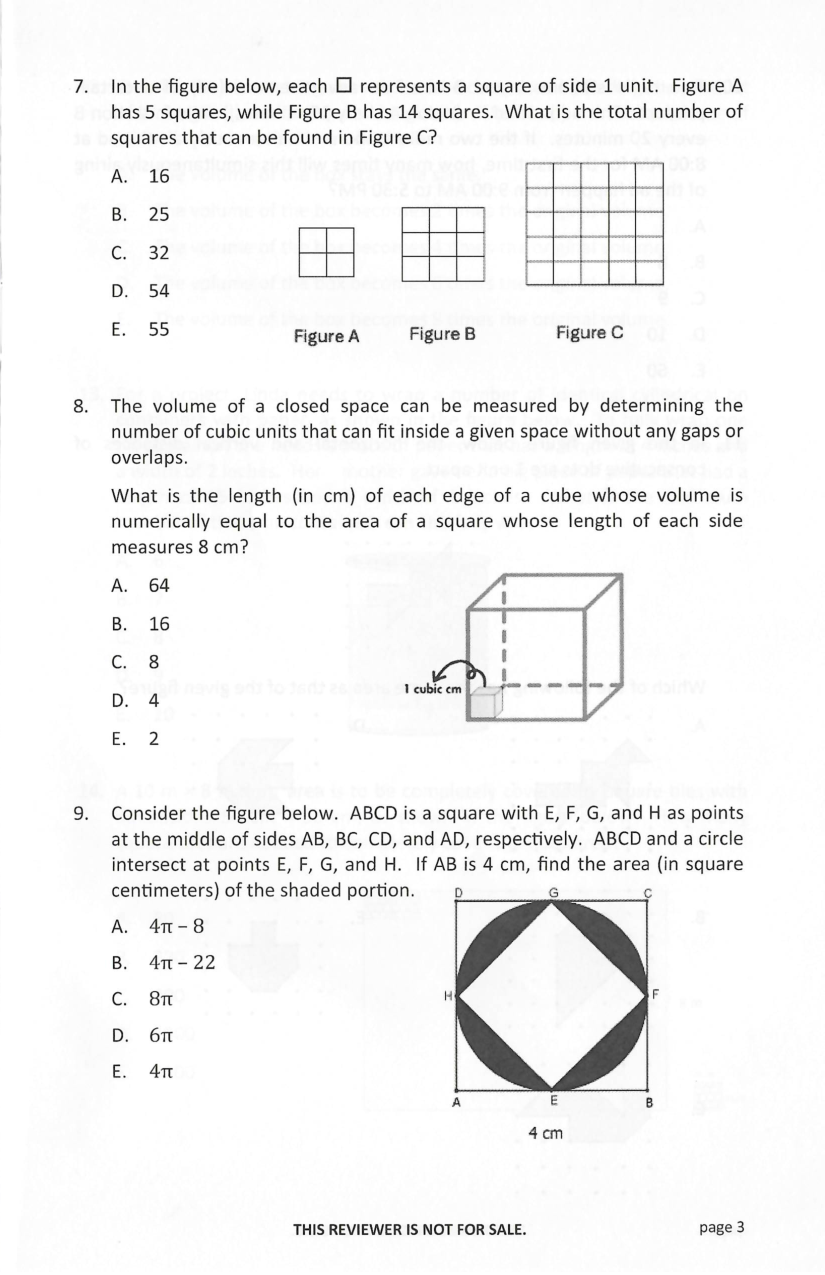 7. In the figure below, each □ represents a square of side 1 unit. Figure A
has 5 squares, while Figure B has 14 squares. What is the total number of
squares that can be found in Figure C?
A. 16
B. 25
C. 32
D. 54
E. 55
Figure A Figure B Figure C
8. The volume of a closed space can be measured by determining the
number of cubic units that can fit inside a given space without any gaps or
overlaps.
What is the length (in cm) of each edge of a cube whose volume is
numerically equal to the area of a square whose length of each side
measures 8 cm?
A. 64
B. 16
C. 8
D. 4
E. 2
1 cubic cm
9. Consider the figure below. ABCD is a square with E, F, G, and H as points
at the middle of sides AB, BC, CD, and AD, respectively. ABCD and a circle
intersect at points E, F, G, and H. If AB is 4 cm, find the area (in square
centimeters) of the shaded portion.
A. 4π – 8
B. 4π – 22
C. 8π
D. 6π
E. 4π
D G C
H F
A E B
4 cm
THIS REVIEWER IS NOT FOR SALE. page 3